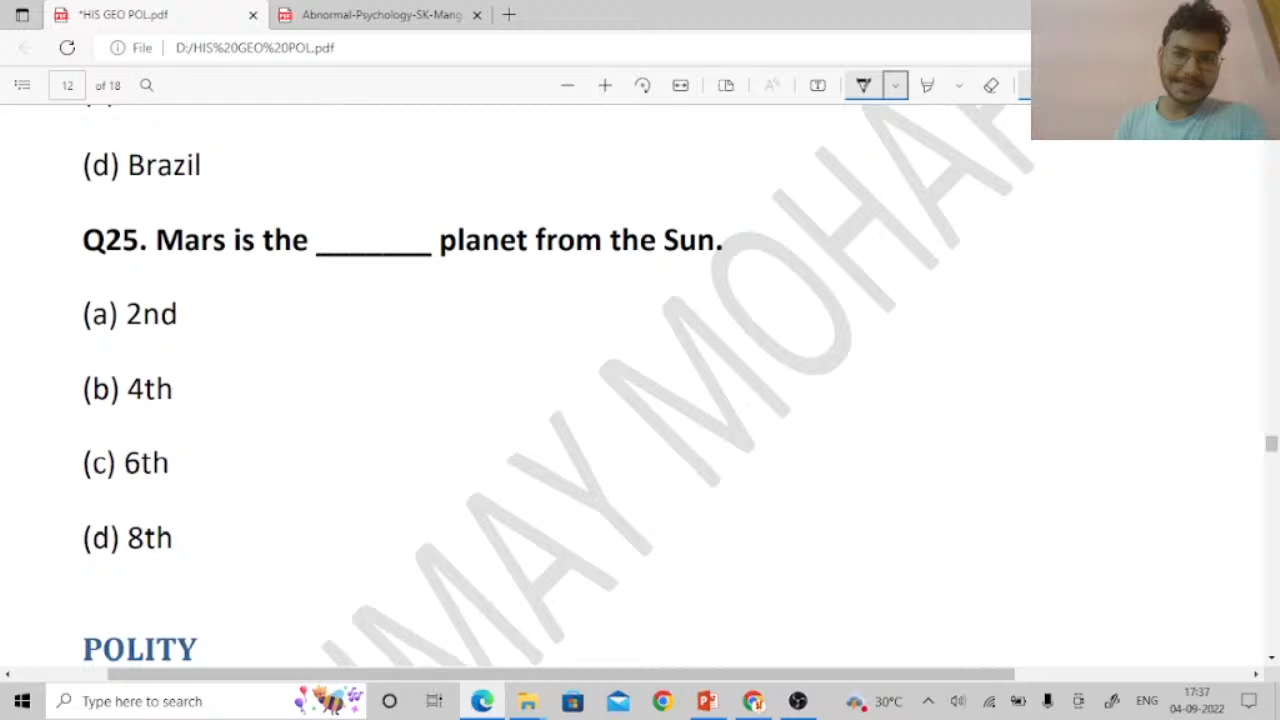 *HIS GEO POL.pdf
Abnormal-Psychology-SK-Mang
File
D:/HIS%20GEO%20POL.pdf
12 of 18
(d) Brazil
Q25. Mars is the _______ planet from the Sun.
(a) 2nd
(b) 4th
(c) 6th
(d) 8th
POLITY
Type here to search
30°C
ENG
17:37
04-09-2022